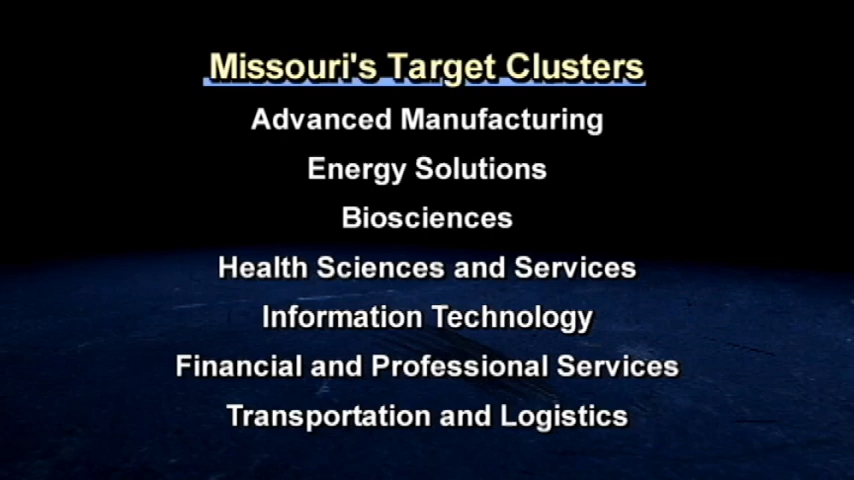 Missouri's Target Clusters
Advanced Manufacturing
Energy Solutions
Biosciences
Health Sciences and Services
Information Technology
Financial and Professional Services
Transportation and Logistics